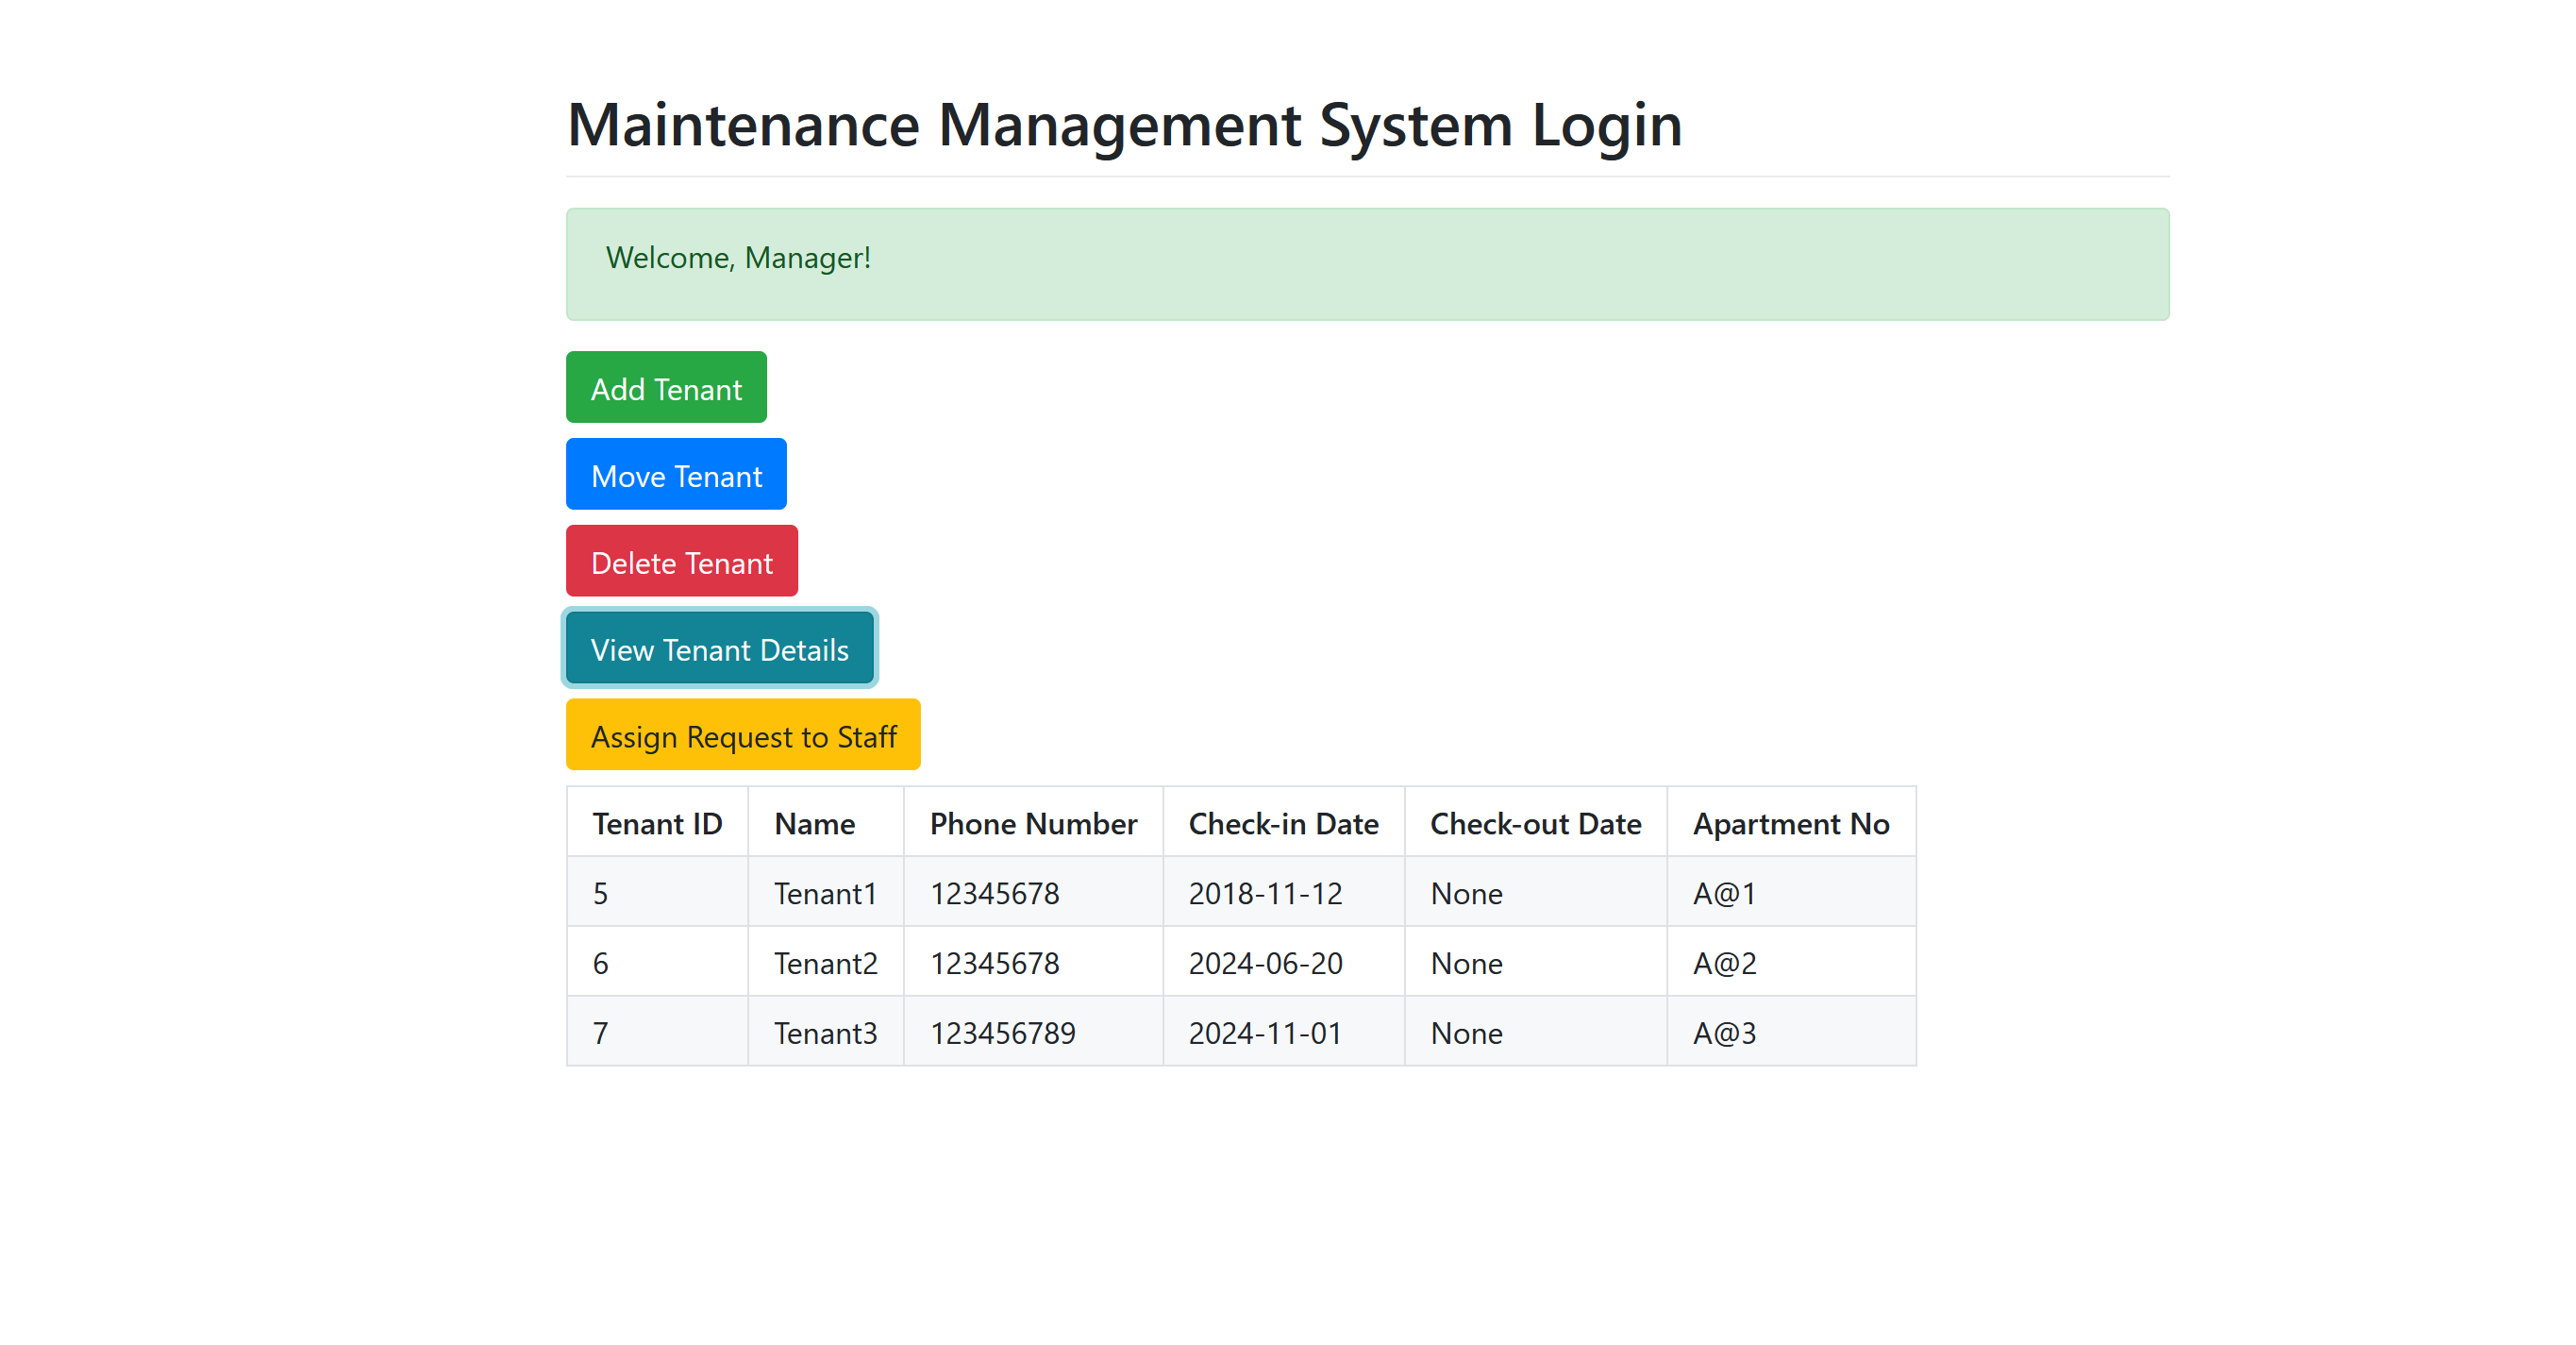 Maintenance Management System Login
Welcome, Manager!
Add Tenant
Move Tenant
Delete Tenant
View Tenant Details
Assign Request to Staff
Tenant ID Name Phone Number Check-in Date Check-out Date Apartment No
5 Tenant1 12345678 2018-11-12 None A@1
6 Tenant2 12345678 2024-06-20 None A@2
7 Tenant3 123456789 2024-11-01 None A@3